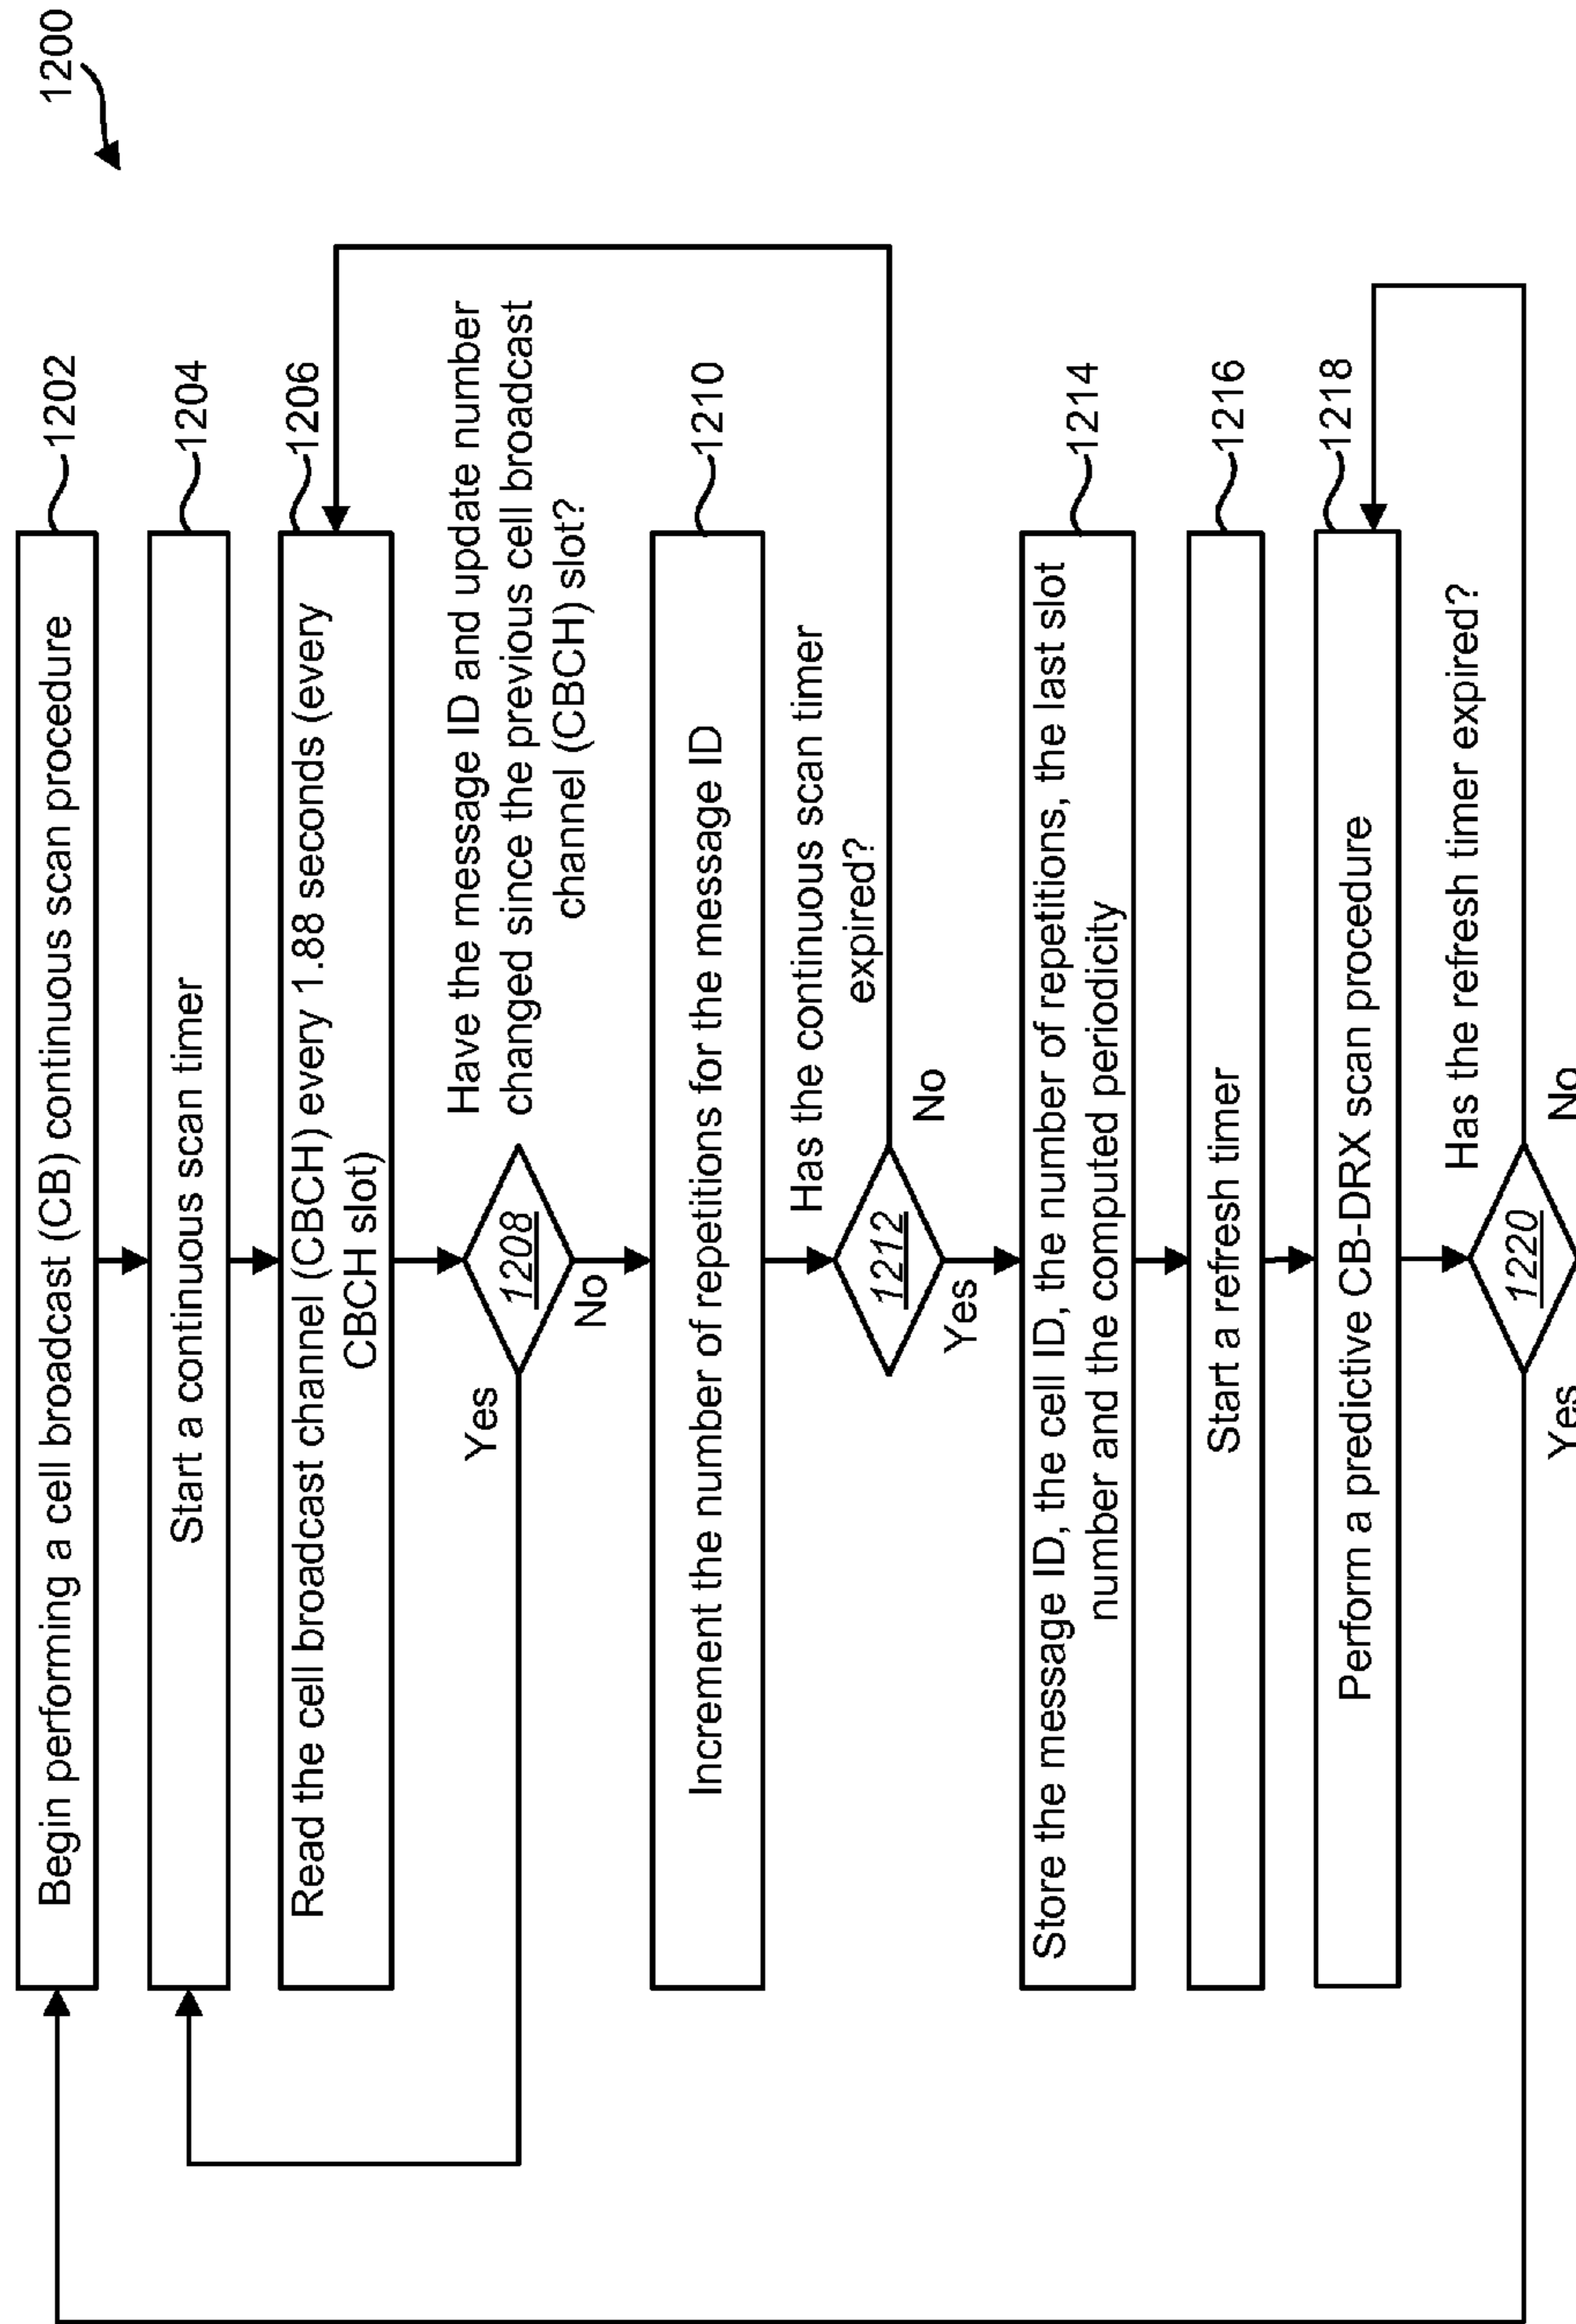 1200
Begin performing a cell broadcast (CB) continuous scan procedure
1202
Start a continuous scan timer
1204
Read the cell broadcast channel (CBCH) every 1.88 seconds (every
CBCH slot)
1206
Have the message ID and update number
changed since the previous cell broadcast
channel (CBCH) slot?
1208
Yes
No
Increment the number of repetitions for the message ID
1210
Has the continuous scan timer
expired?
1212
No
Yes
Store the message ID, the cell ID, the number of repetitions, the last slot
number and the computed periodicity
1214
Start a refresh timer
1216
Perform a predictive CB-DRX scan procedure
1218
Has the refresh timer expired?
1220
Yes
No